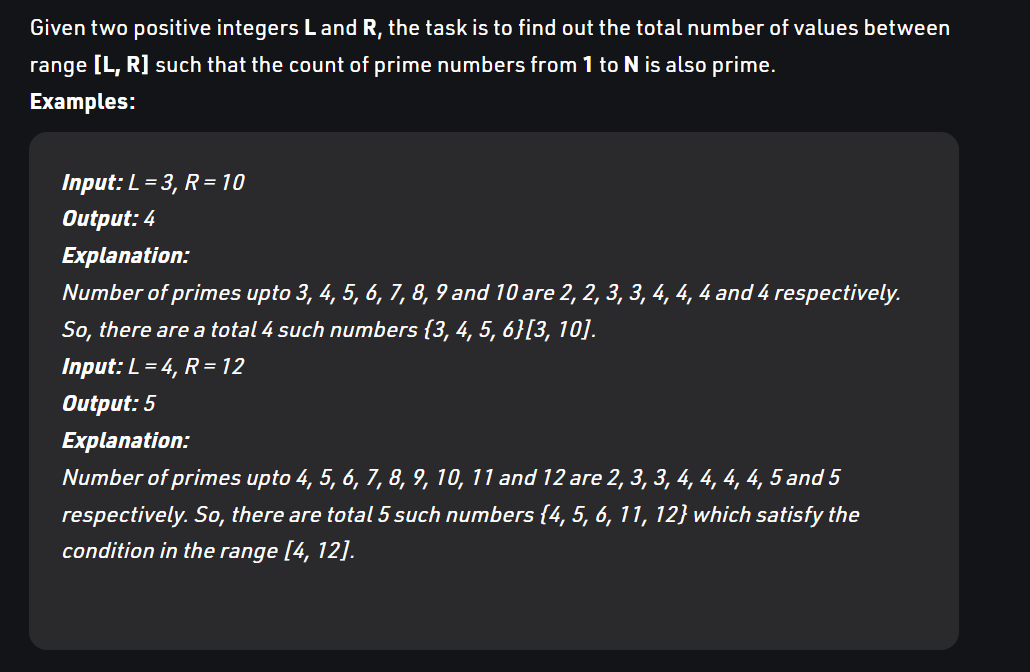 Given two positive integers L and R, the task is to find out the total number of values between
range [L, R] such that the count of prime numbers from 1 to N is also prime.
Examples:
Input: L = 3, R = 10
Output: 4
Explanation:
Number of primes upto 3, 4, 5, 6, 7, 8, 9 and 10 are 2, 2, 3, 3, 4, 4, 4 and 4 respectively.
So, there are a total 4 such numbers {3, 4, 5, 6}[3, 10].
Input: L = 4, R = 12
Output: 5
Explanation:
Number of primes upto 4, 5, 6, 7, 8, 9, 10, 11 and 12 are 2, 3, 3, 4, 4, 4, 4, 5 and 5
respectively. So, there are total 5 such numbers {4, 5, 6, 11, 12} which satisfy the
condition in the range [4, 12].